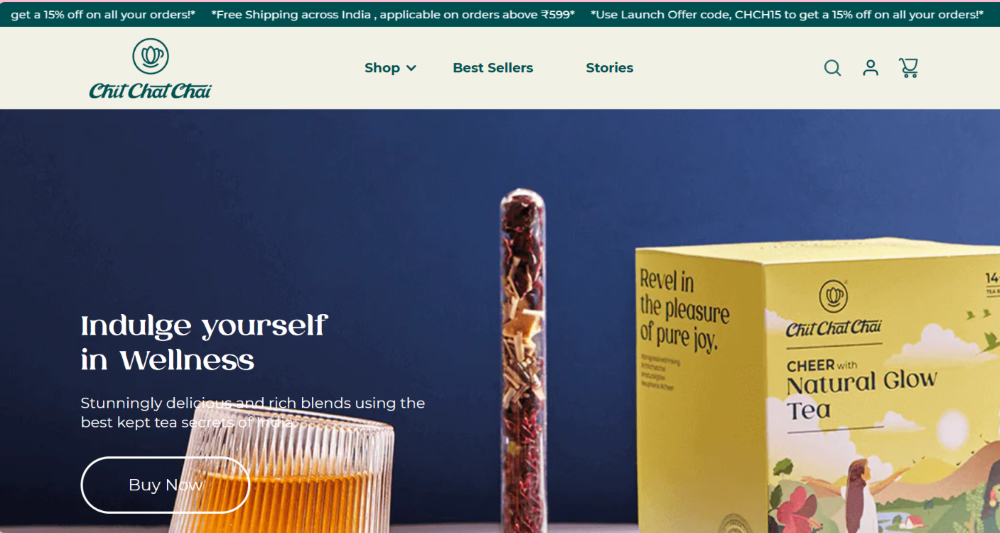 get a 15% off on all your orders!* *Free Shipping across India , applicable on orders above ₹599* *Use Launch Offer code, CHCH15 to get a 15% off on all your orders!*
Chit Chat Chai
Shop Best Sellers Stories
Indulge yourself
in Wellness
Stunningly delicious and rich blends using the
best kept tea secrets of India.
Buy Now
Revel in
the pleasure
of pure joy.
Chit Chat Chai
CHEER with
Natural Glow
Tea
14